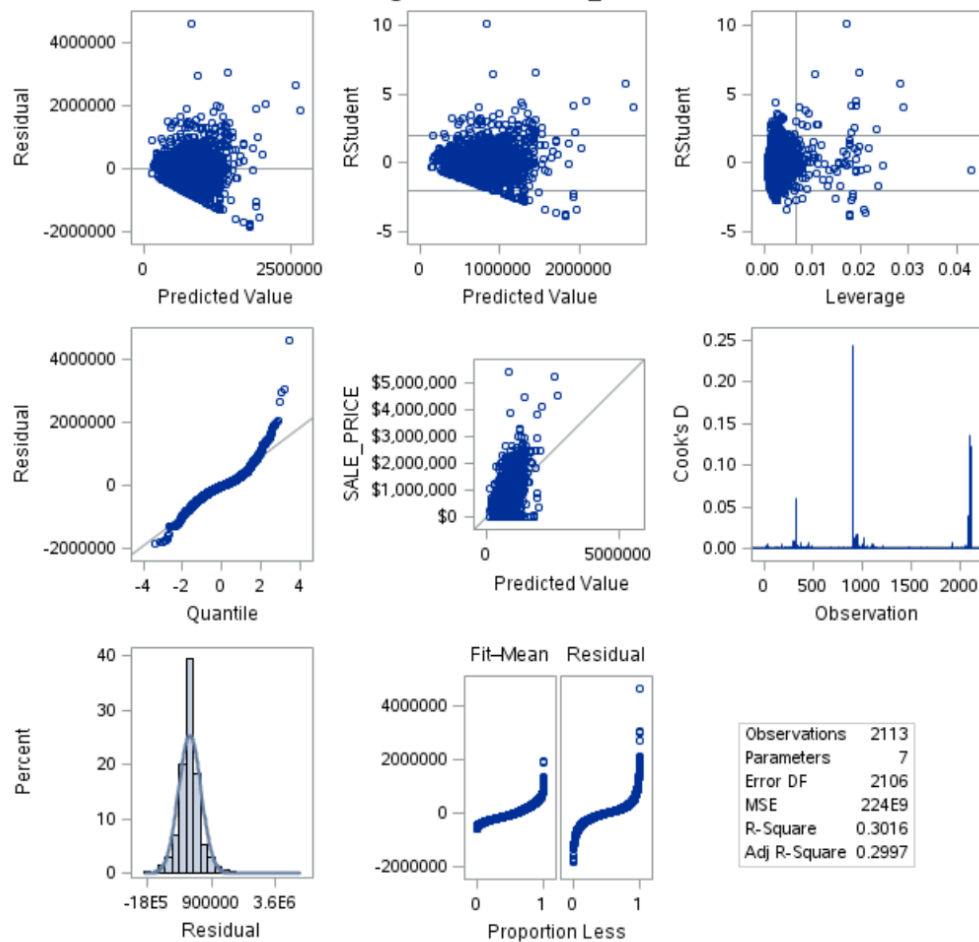 4000000
2000000
0
-2000000
Residual
0 2500000
Predicted Value
10
5
0
-5
RStudent
0 1000000 2000000
Predicted Value
10
5
0
-5
RStudent
0.00 0.01 0.02 0.03 0.04
Leverage
4000000
2000000
0
-2000000
Residual
-4 -2 0 2 4
Quantile
$5,000,000
$4,000,000
$3,000,000
$2,000,000
$1,000,000
$0
SALE_PRICE
0 5000000
Predicted Value
0.25
0.20
0.15
0.10
0.05
0.00
Cook's D
0 500 1000 1500 2000
Observation
40
30
20
10
0
Percent
-18E5 900000 3.6E6
Residual
Fit–Mean Residual
4000000
2000000
0
-2000000
0 1 0 1
Proportion Less
Observations 2113
Parameters 7
Error DF 2106
MSE 224E9
R-Square 0.3016
Adj R-Square 0.2997